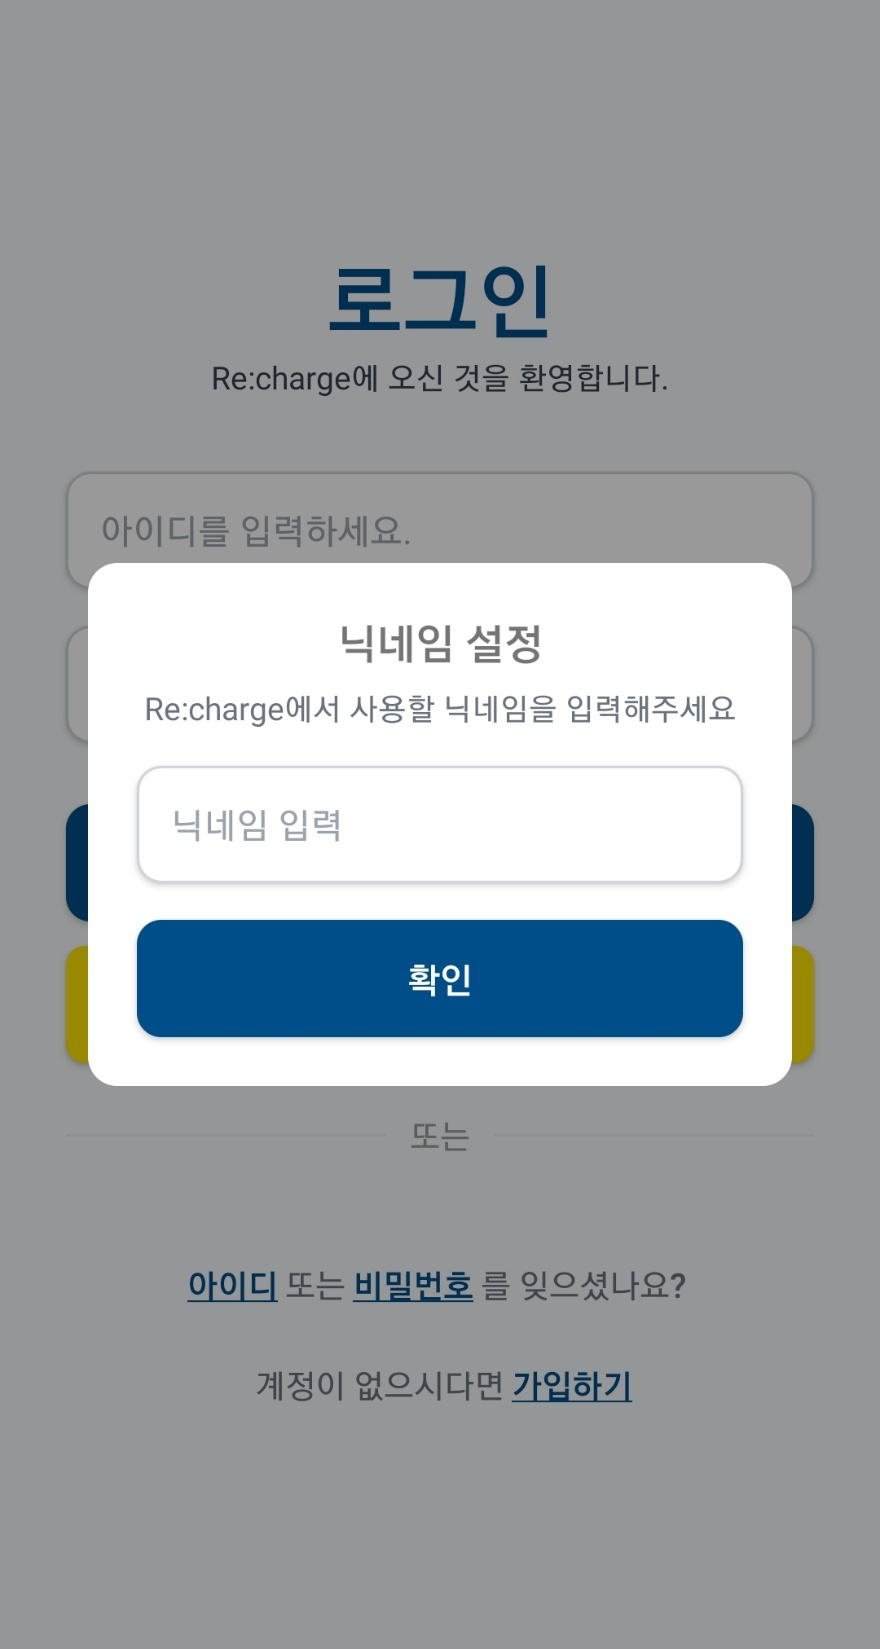 로그인
Re:charge에 오신 것을 환영합니다.
아이디를 입력하세요.
닉네임 설정
Re:charge에서 사용할 닉네임을 입력해주세요
닉네임 입력
확인
또는
아이디 또는 비밀번호 를 잊으셨나요?
계정이 없으시다면 가입하기